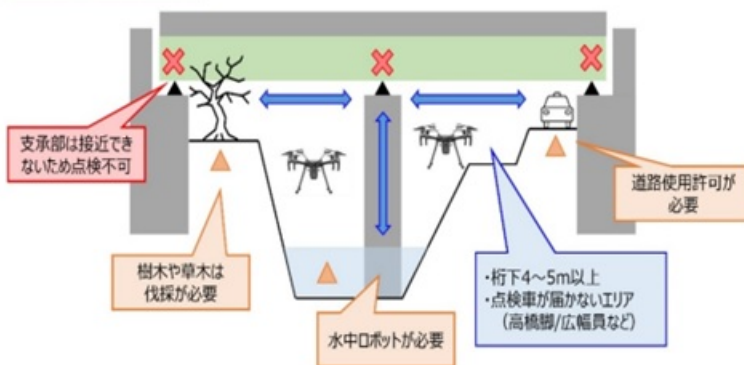 支承部は接近でき
ないため点検不可
道路使用許可が
必要
樹木や草木は
伐採が必要
水中ロボットが必要
・桁下4～5m以上
・点検車が届かないエリア
（高橋脚/広幅員など）